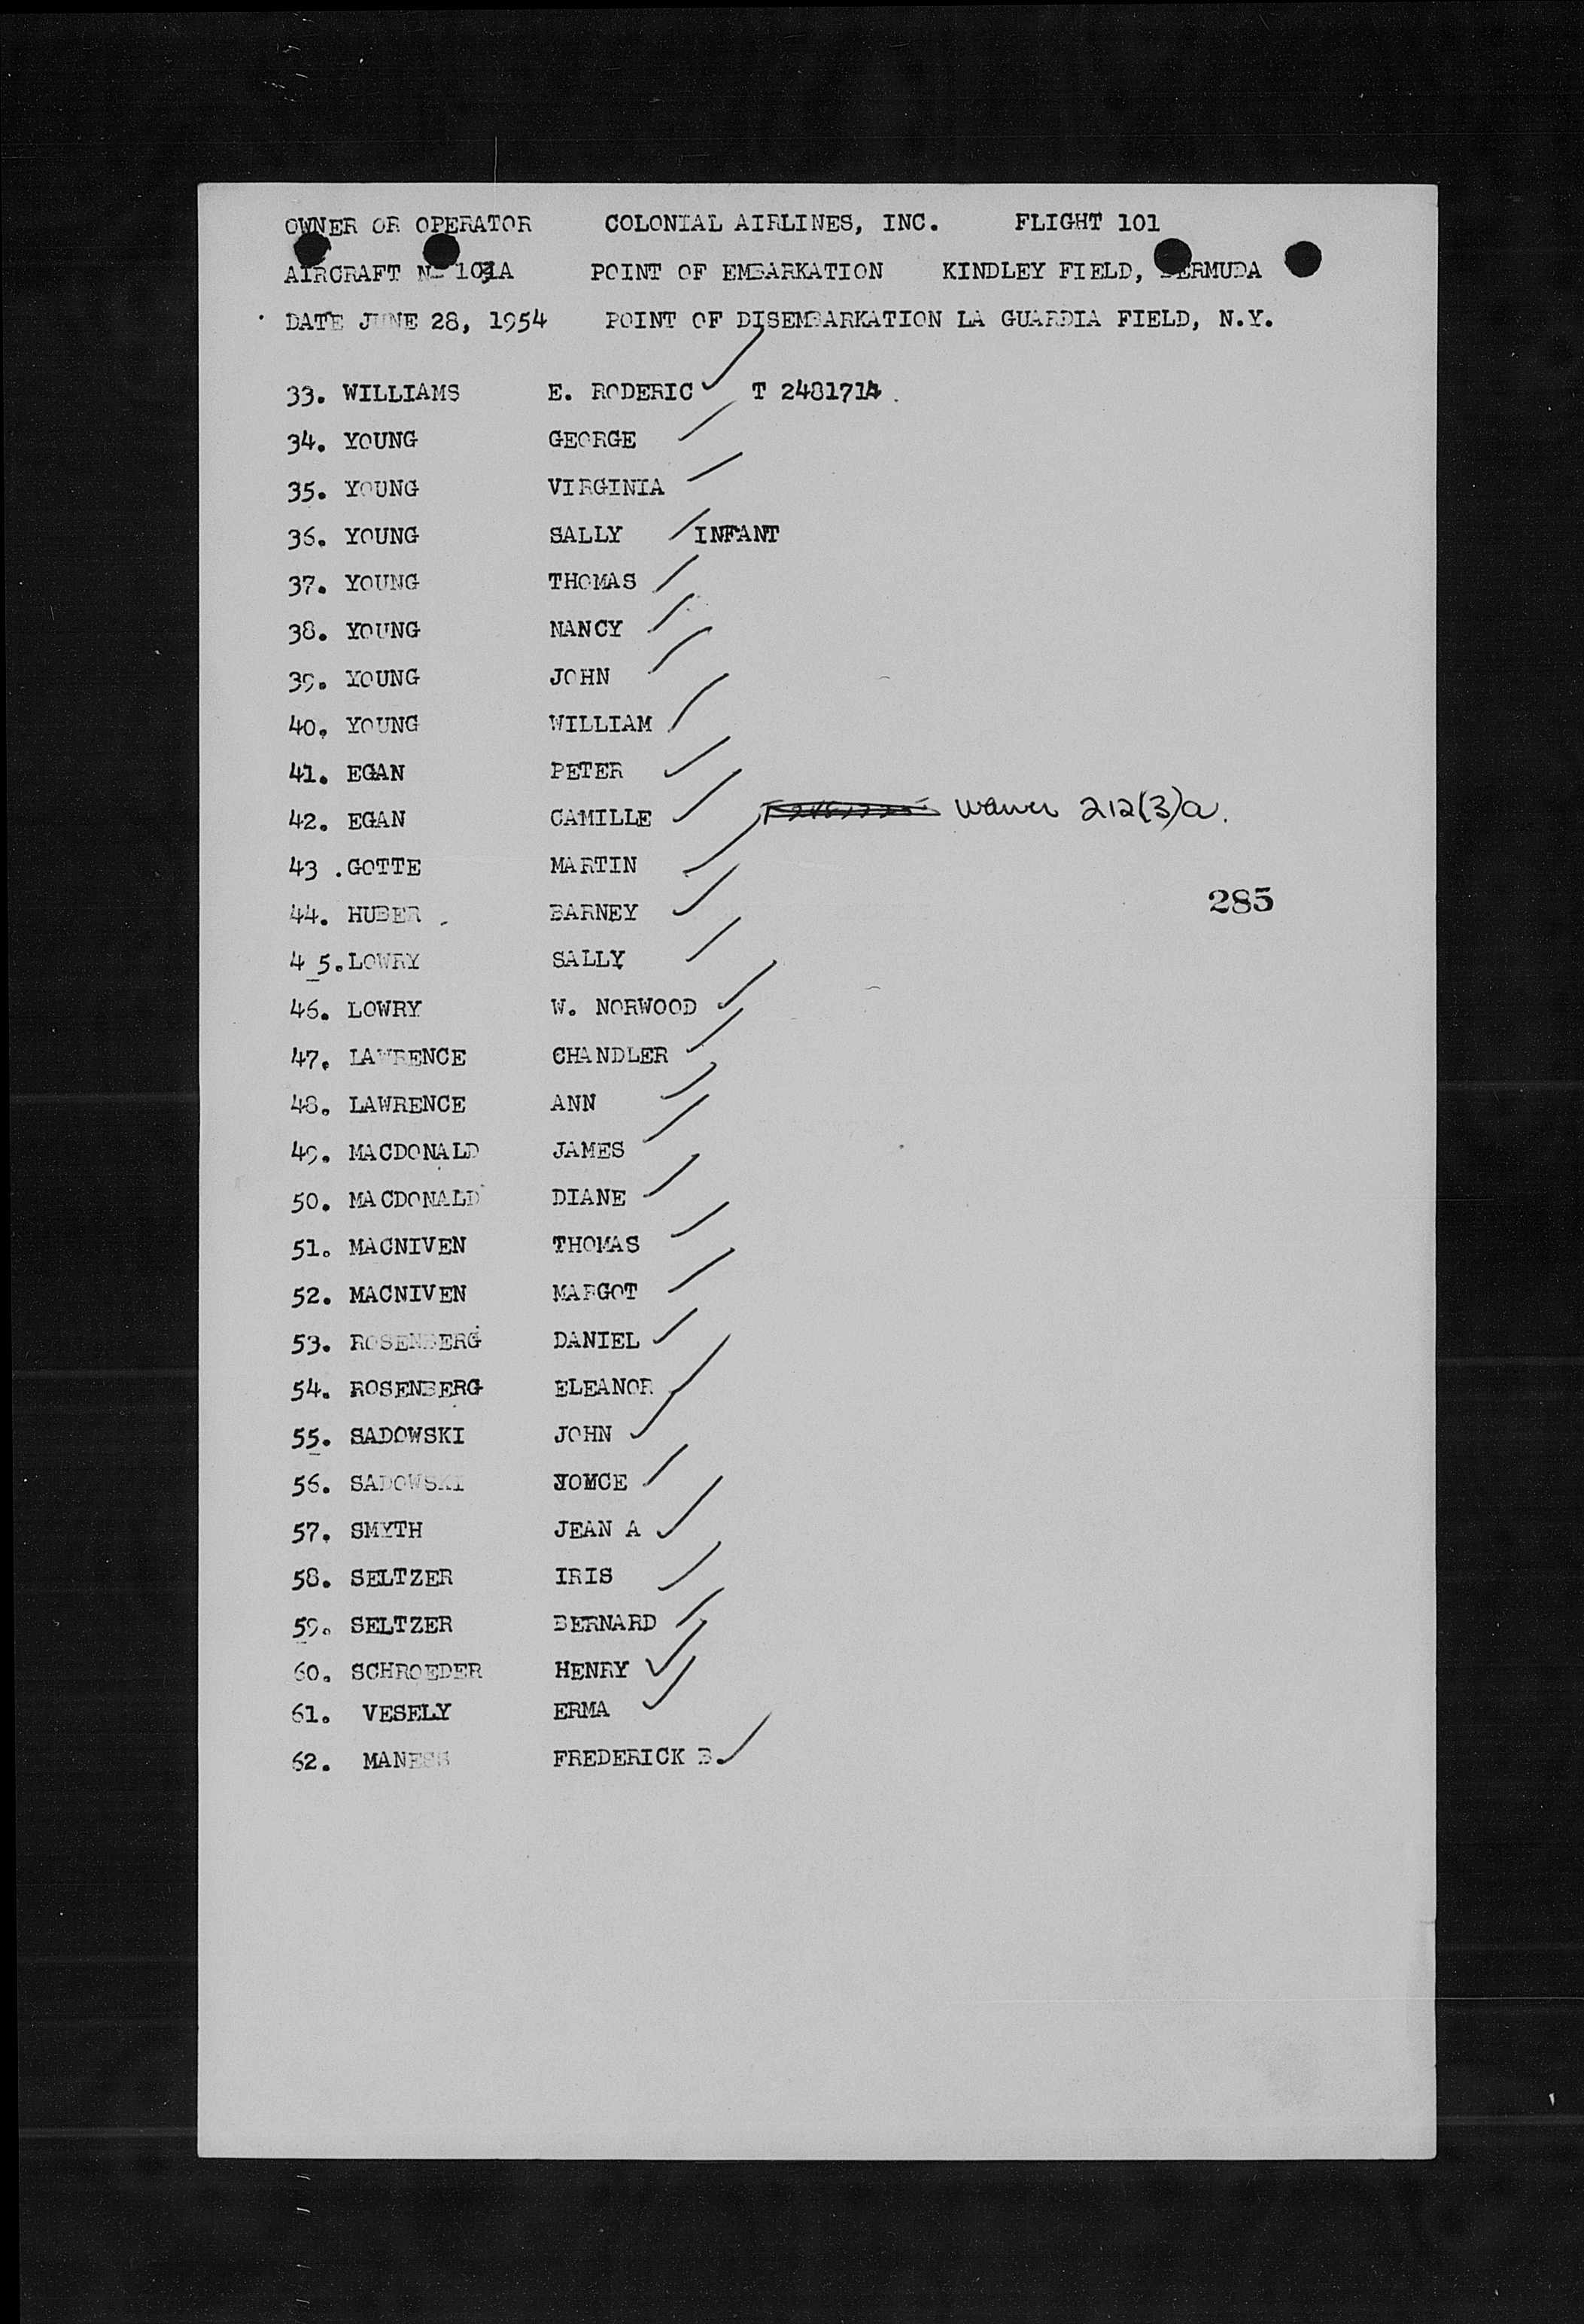 OWNER OR OPERATOR COLONIAL AIRLINES, INC. FLIGHT 101
AIRCRAFT POINT OF EMBARKATION KINDLEY FIELD, BERMUDA
DATE JUNE 28, 1954 POINT OF DISEMBARKATION LA GUARDIA FIELD, N.Y.
33. WILLIAMS E. RODERIC T 2481714
34. YOUNG GEORGE
35. YOUNG VIRGINIA
36. YOUNG SALLY INFANT
37. YOUNG THOMAS
38. YOUNG NANCY
39. YOUNG JOHN
40. YOUNG WILLIAM
41. EGAN PETER
42. EGAN CAMILLE waiver 212(3)a.
43 .GOTTE MARTIN
285
44. HUBER BARNEY
4 5.LOWRY SALLY
46. LOWRY W. NORWOOD
47. LAWRENCE CHANDLER
48. LAWRENCE ANN
49. MACDONALD JAMES
50. MACDONALD DIANE
51. MACNIVEN THOMAS
52. MACNIVEN MARGOT
53. ROSENBERG DANIEL
54. ROSENBERG ELEANOR
55. SADOWSKI JOHN
56. SADOWSKI
57. SMYTH JEAN A
58. SELTZER IRIS
59. SELTZER BERNARD
60. SCHROEDER HENRY
61. VESELY ERMA
62. MANESS FREDERICK B.